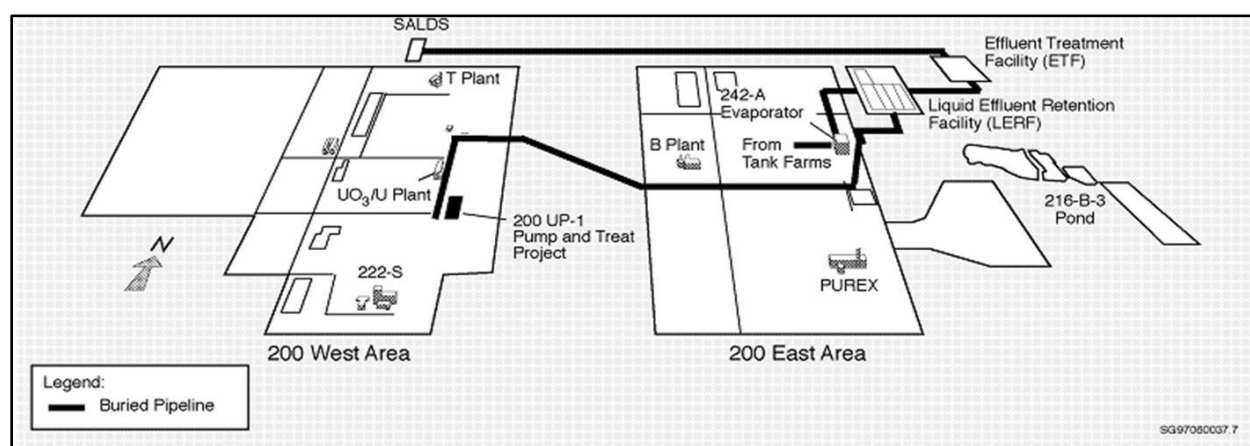 SALDS
Effluent Treatment
Facility (ETF)
T Plant
242-A
Evaporator
Liquid Effluent Retention
Facility (LERF)
B Plant
From
Tank Farms
UO₃/U Plant
216-B-3
Pond
200 UP-1
Pump and Treat
Project
N
222-S
PUREX
200 West Area
200 East Area
Legend:
Buried Pipeline
SG97060037.7